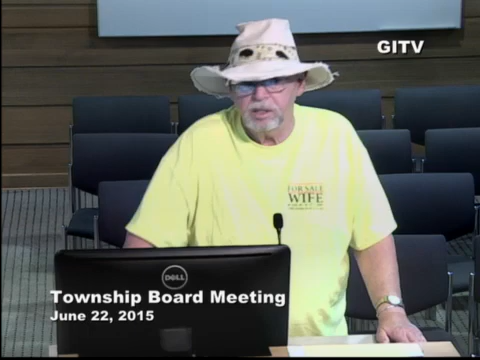 GITV
FOR SALE
WIFE
DELL
Township Board Meeting
June 22, 2015